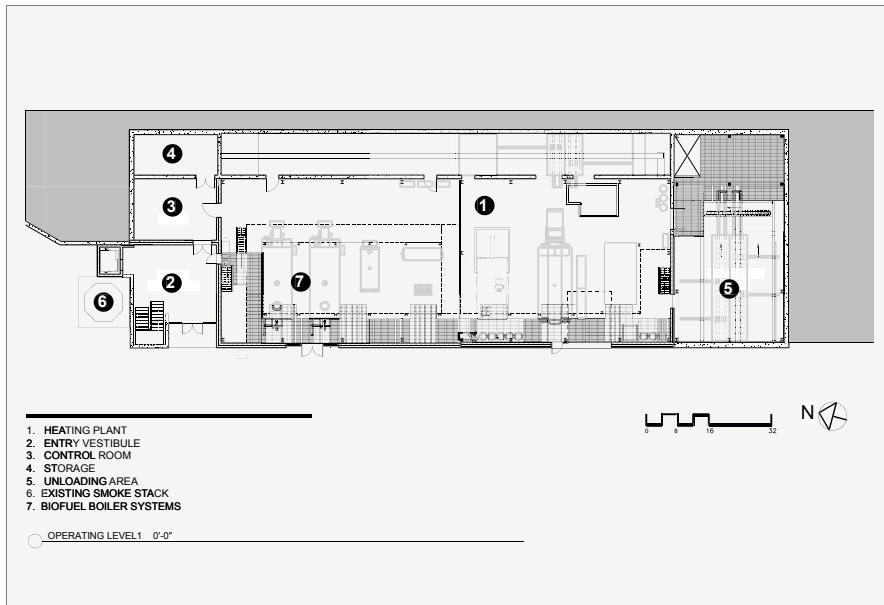 4
3
1
2
7
6
5
N
0 8 16 32
1. HEATING PLANT
2. ENTRY VESTIBULE
3. CONTROL ROOM
4. STORAGE
5. UNLOADING AREA
6. EXISTING SMOKE STACK
7. BIOFUEL BOILER SYSTEMS
OPERATING LEVEL1 0'-0"